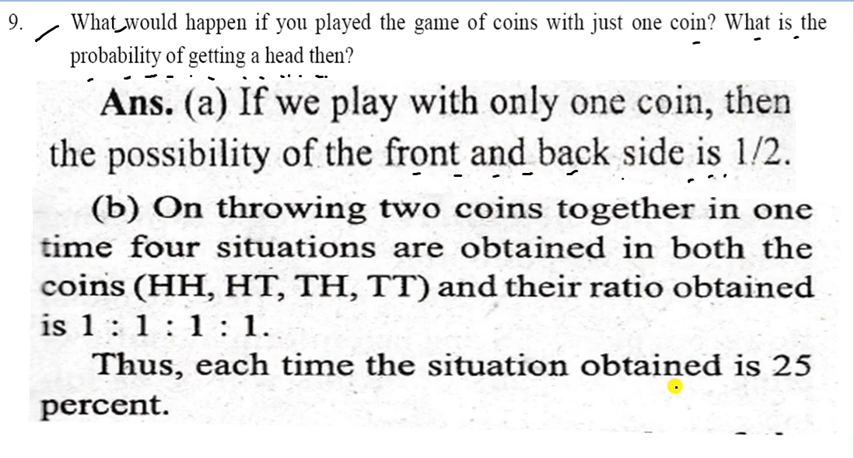 9. What would happen if you played the game of coins with just one coin? What is the
probability of getting a head then?
Ans. (a) If we play with only one coin, then
the possibility of the front and back side is 1/2.
(b) On throwing two coins together in one
time four situations are obtained in both the
coins (HH, HT, TH, TT) and their ratio obtained
is 1 : 1 : 1 : 1.
Thus, each time the situation obtained is 25
percent.